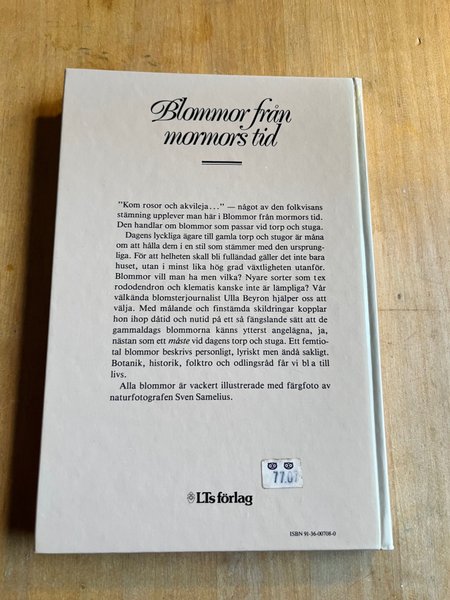 Blommor från
mormors tid
"Kom rosor och akvileja..." — något av den folkvisans
stämning upplever man här i Blommor från mormors tid.
Den handlar om blommor som passar vid torp och stuga.
Dagens lyckliga ägare till gamla torp och stugor är måna
om att hålla dem i en stil som stämmer med den ursprung-
liga. För att helheten skall bli fulländad gäller det inte bara
huset, utan i minst lika hög grad växtligheten utanför.
Blommor vill man ha men vilka? Nyare sorter som tex
rododendron och klematis kanske inte är lämpliga? Vår
välkända blomsterjournalist Ulla Beyron hjälper oss att
välja. Med målande och finstämda skildringar kopplar
hon ihop dåtid och nutid på ett så fängslande sätt att de
gammaldags blommorna känns ytterst angelägna, ja,
nästan som ett måste vid dagens torp och stuga. Ett femtio-
tal blommor beskrivs personligt, lyriskt men ändå sakligt.
Botanik, historik, folktro och odlingsråd får vi bl a till
livs.
Alla blommor är vackert illustrerade med färgfoto av
naturfotografen Sven Samelius.
77.07
LTs förlag
ISBN 91-36-00708-0